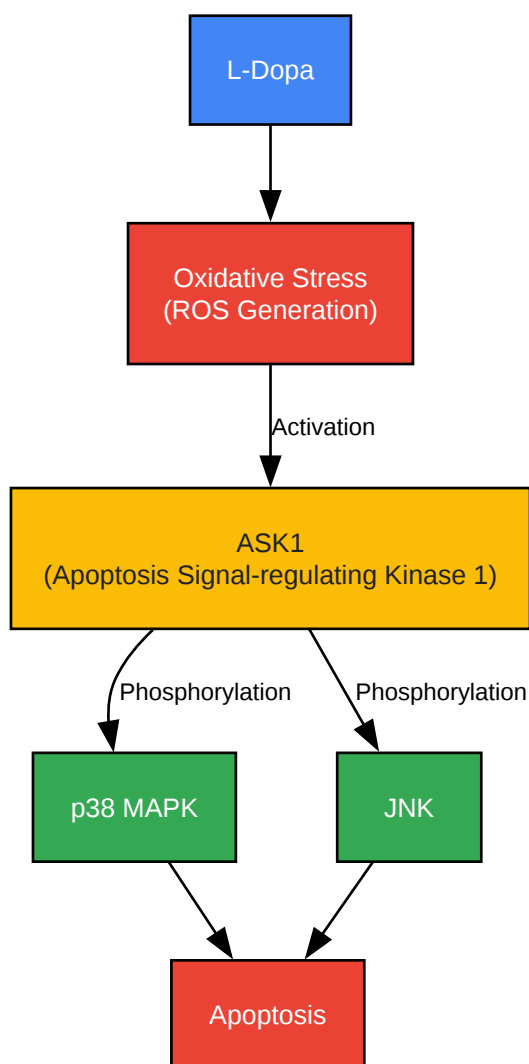 L-Dopa
Oxidative Stress
(ROS Generation)
Activation
ASK1
(Apoptosis Signal-regulating Kinase 1)
Phosphorylation
Phosphorylation
p38 MAPK
JNK
Apoptosis